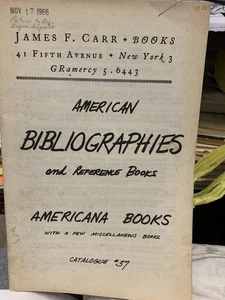 NOV 17 1966
JAMES F. CARR • BOOKS
41 FIFTH AVENUE • NEW YORK 3
GRamercy 5.6443
AMERICAN
BIBLIOGRAPHIES
and REFERENCE BOOKS
AMERICANA BOOKS
WITH A FEW MISCELLANEOUS BOOKS
CATALOGUE #37